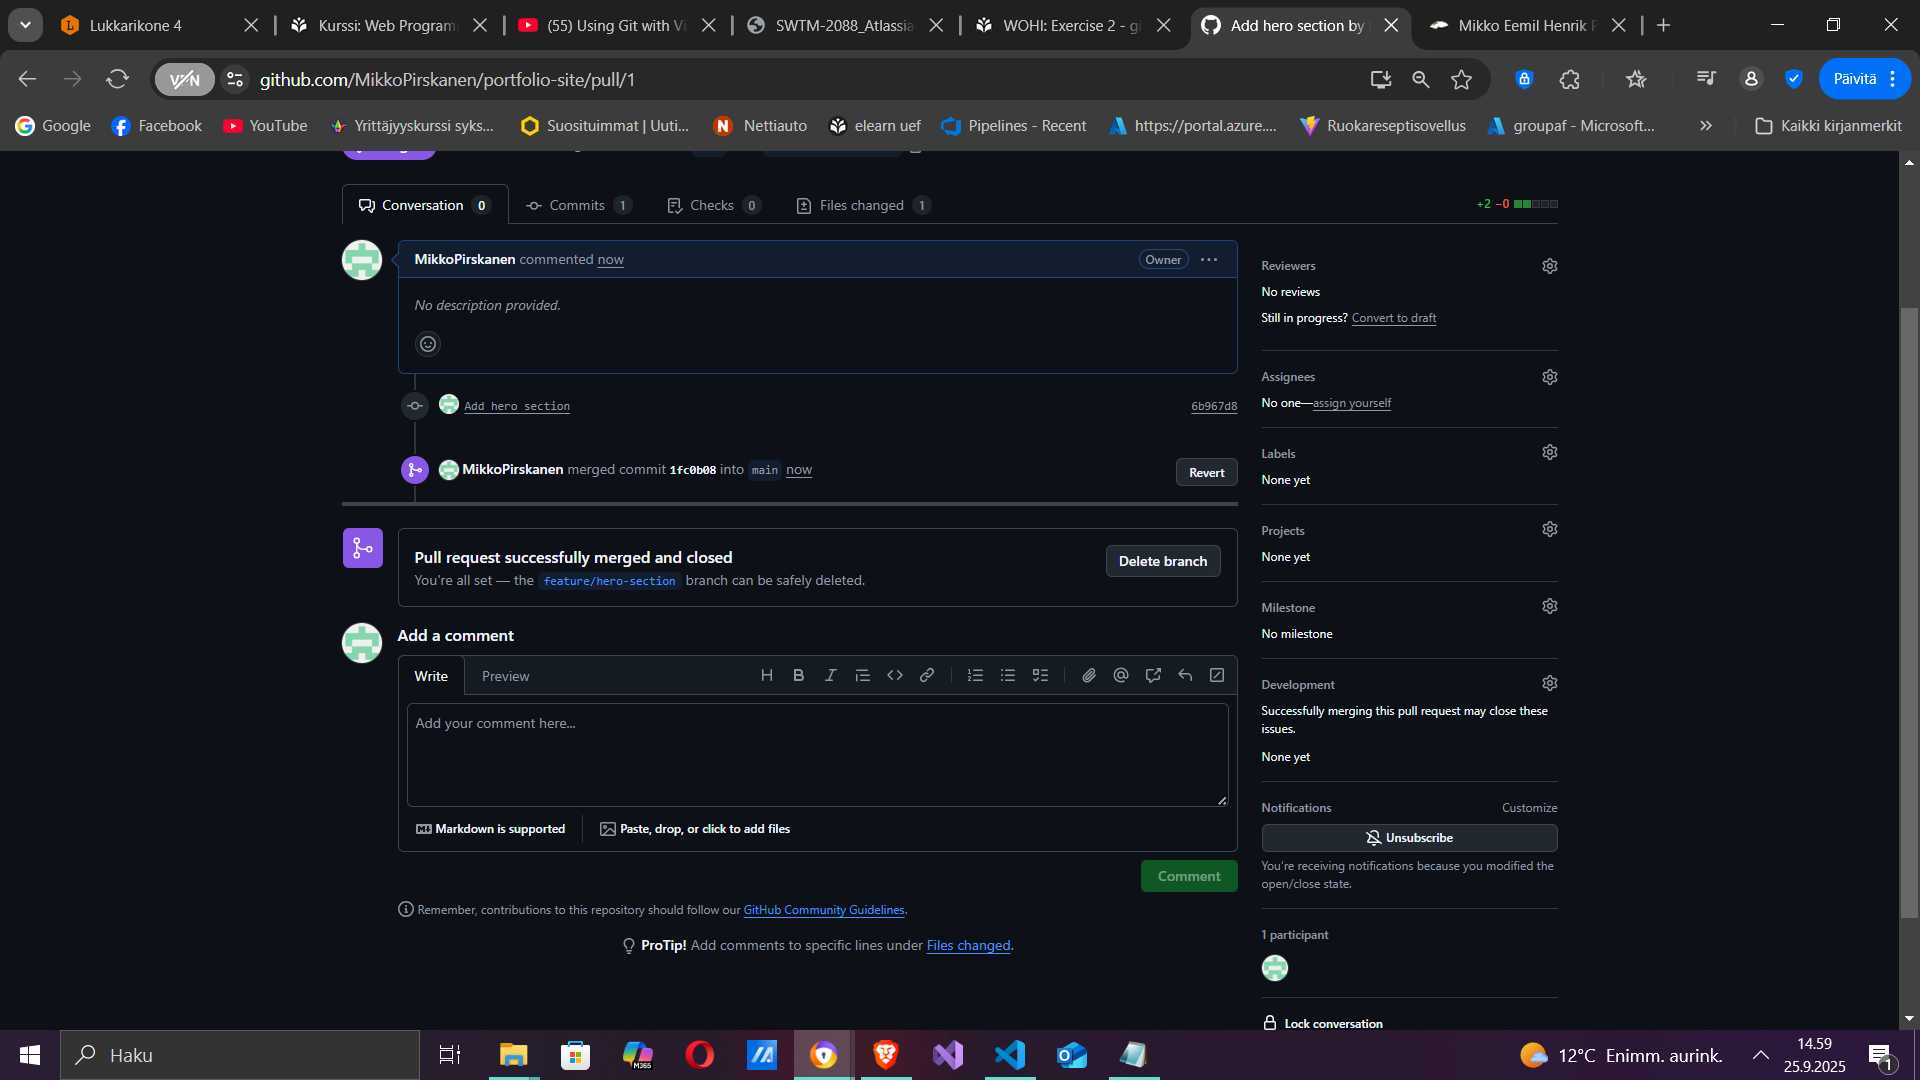 Lukkarikone 4
Kurssi: Web Program
(55) Using Git with Vi
SWTM-2088_Atlassia
WOHI: Exercise 2 - gi
Add hero section by
Mikko Eemil Henrik P
VPN
github.com/MikkoPirskanen/portfolio-site/pull/1
Päivitä
Google
Facebook
YouTube
Yrittäjyyskurssi syks...
Suosituimmat | Uuti...
Nettiauto
elearn uef
Pipelines - Recent
https://portal.azure....
Ruokareseptisovellus
groupaf - Microsoft...
Kaikki kirjanmerkit
Conversation 0
Commits 1
Checks 0
Files changed 1
+2 −0
MikkoPirskanen commented now
Owner
No description provided.
Add hero section
6b967d8
MikkoPirskanen merged commit 1fc0b08 into main now
Revert
Pull request successfully merged and closed
You're all set — the feature/hero-section branch can be safely deleted.
Delete branch
Add a comment
Write
Preview
Add your comment here...
Markdown is supported
Paste, drop, or click to add files
Comment
Remember, contributions to this repository should follow our GitHub Community Guidelines.
ProTip! Add comments to specific lines under Files changed.
Reviewers
No reviews
Still in progress? Convert to draft
Assignees
No one—assign yourself
Labels
None yet
Projects
None yet
Milestone
No milestone
Development
Successfully merging this pull request may close these
issues.
None yet
Notifications
Customize
Unsubscribe
You're receiving notifications because you modified the
open/close state.
1 participant
Lock conversation
Haku
M365
12°C Enimm. aurink.
14.59
25.9.2025
1